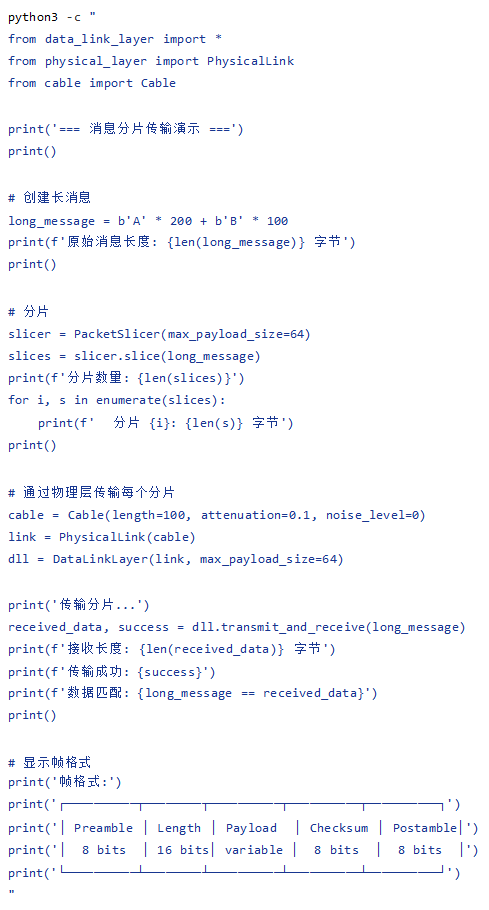 python3 -c "
from data_link_layer import *
from physical_layer import PhysicalLink
from cable import Cable

print('=== 消息分片传输演示 ===')
print()

# 创建长消息
long_message = b'A' * 200 + b'B' * 100
print(f'原始消息长度: {len(long_message)} 字节')
print()

# 分片
slicer = PacketSlicer(max_payload_size=64)
slices = slicer.slice(long_message)
print(f'分片数量: {len(slices)}')
for i, s in enumerate(slices):
    print(f'  分片 {i}: {len(s)} 字节')
print()

# 通过物理层传输每个分片
cable = Cable(length=100, attenuation=0.1, noise_level=0)
link = PhysicalLink(cable)
dll = DataLinkLayer(link, max_payload_size=64)

print('传输分片...')
received_data, success = dll.transmit_and_receive(long_message)
print(f'接收长度: {len(received_data)} 字节')
print(f'传输成功: {success}')
print(f'数据匹配: {long_message == received_data}')
print()

# 显示帧格式
print('帧格式:')
print('┌──────────┬────────┬──────────┬──────────┬──────────┐')
print('│ Preamble │ Length │ Payload  │ Checksum │ Postamble│')
print('│  8 bits  │ 16 bits│ variable │  8 bits  │  8 bits  │')
print('└──────────┴────────┴──────────┴──────────┴──────────┘')
"